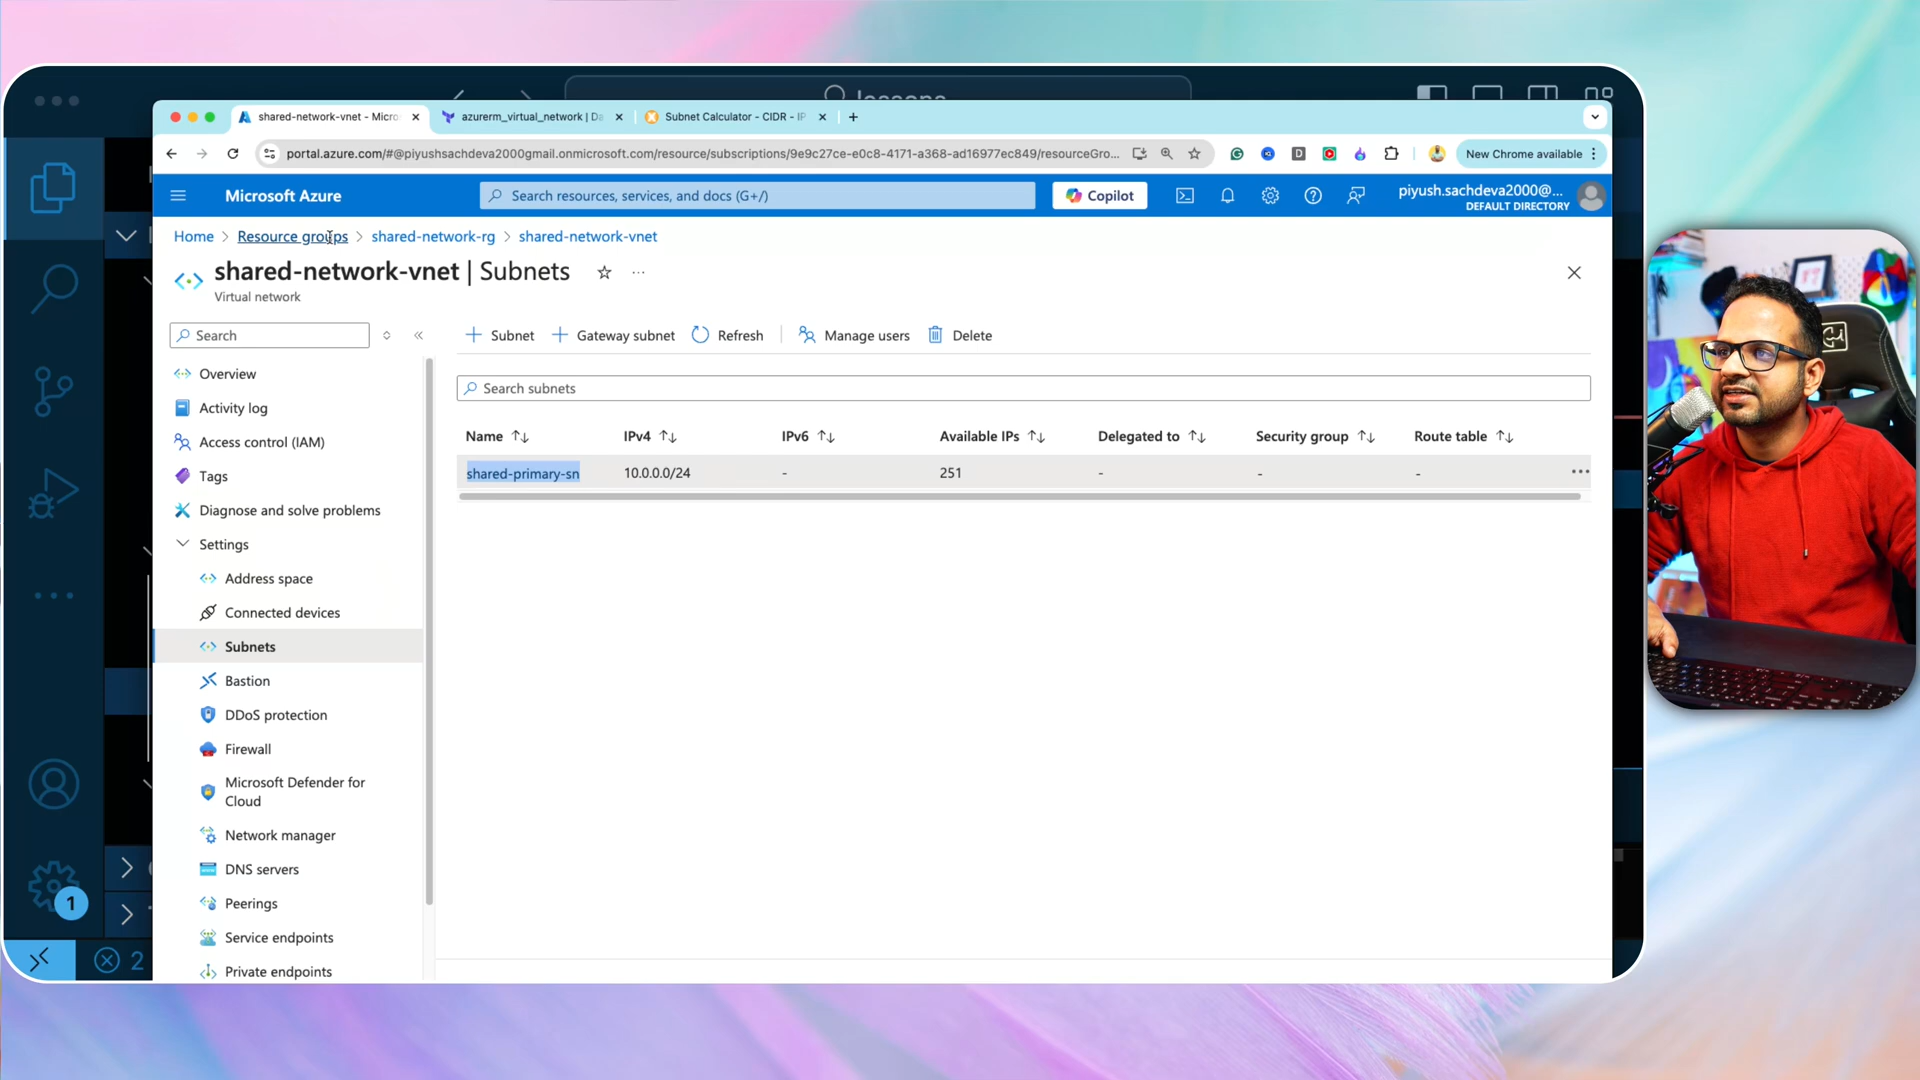 lessons
shared-network-vnet - Micro
azurerm_virtual_network | Da
Subnet Calculator - CIDR - IP
portal.azure.com/#@piyushsachdeva2000gmail.onmicrosoft.com/resource/subscriptions/9e9c27ce-e0c8-4171-a368-ad16977ec849/resourceGro...
New Chrome available
Microsoft Azure
Search resources, services, and docs (G+/)
Copilot
piyush.sachdeva2000@...
DEFAULT DIRECTORY
Home > Resource groups > shared-network-rg > shared-network-vnet
shared-network-vnet | Subnets
Virtual network
Search
Subnet
Gateway subnet
Refresh
Manage users
Delete
Search subnets
Name IPv4 IPv6 Available IPs Delegated to Security group Route table
shared-primary-sn 10.0.0.0/24 - 251 - - -
Overview
Activity log
Access control (IAM)
Tags
Diagnose and solve problems
Settings
Address space
Connected devices
Subnets
Bastion
DDoS protection
Firewall
Microsoft Defender for
Cloud
Network manager
DNS servers
Peerings
Service endpoints
Private endpoints
1
2